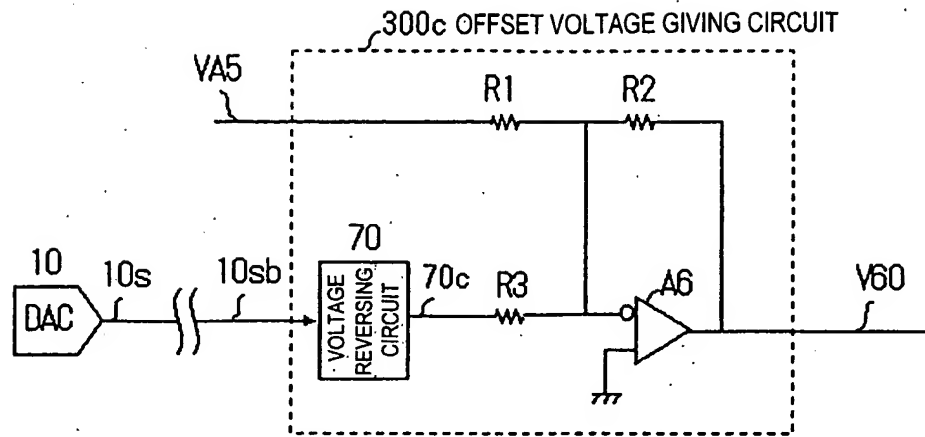 300c OFFSET VOLTAGE GIVING CIRCUIT
VA5
R1
R2
10
10s
10sb
70
70c
R3
A6
V60
DAC
VOLTAGE
REVERSING
CIRCUIT